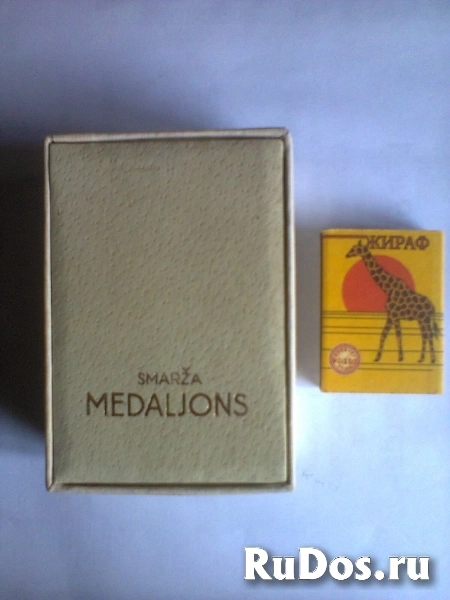 SMARŽA
MEDALJONS
ЖИРАФ
RuDos.ru